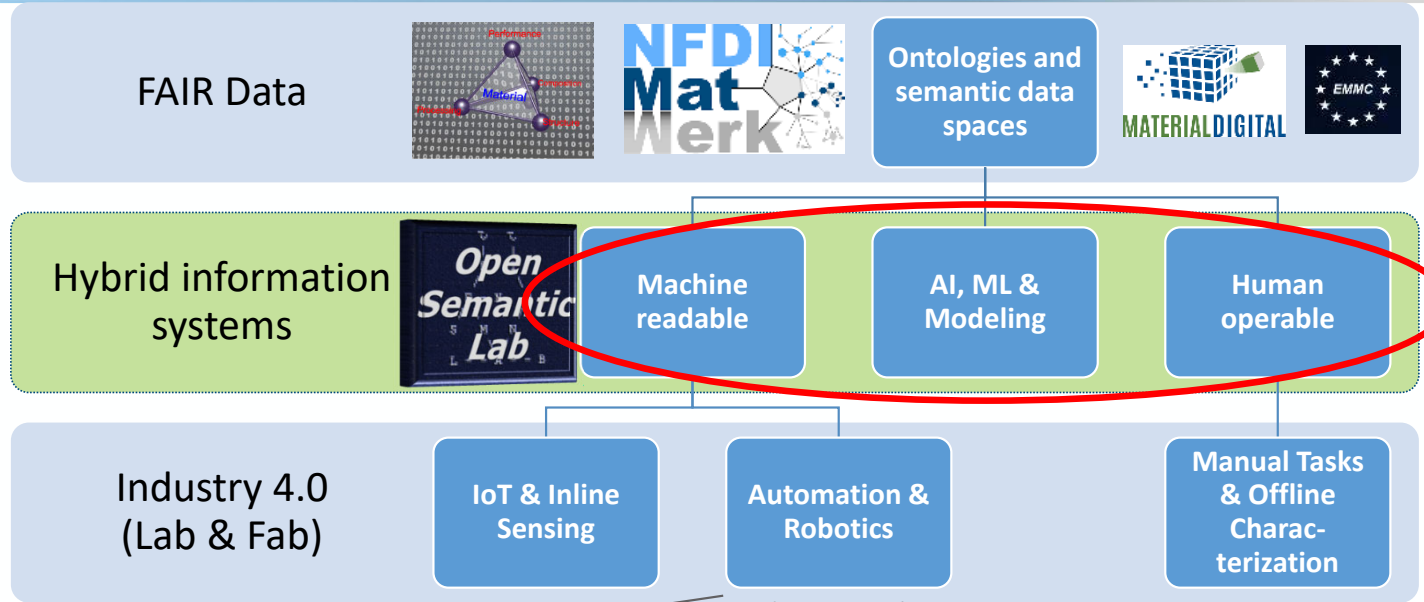 FAIR Data
Performance
Material
NFDI
Mat
Werk
Ontologies and
semantic data
spaces
MATERIALDIGITAL
EMMC
Hybrid information
systems
Open
Semantic
Lab
Machine
readable
AI, ML &
Modeling
Human
operable
Industry 4.0
(Lab & Fab)
IoT & Inline
Sensing
Automation &
Robotics
Manual Tasks
& Offline
Charac-
terization